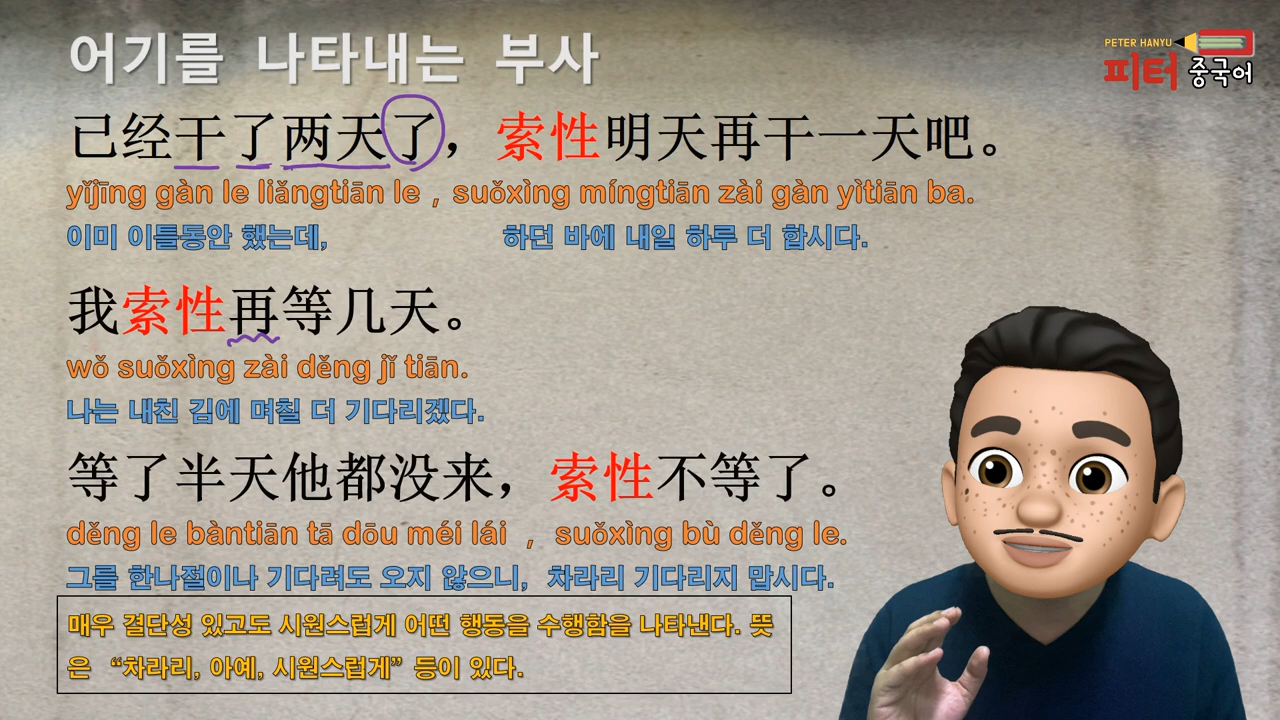 어기를 나타내는 부사
PETER HANYU
피터 중국어
已经干了两天了，索性明天再干一天吧。
yǐjīng gàn le liǎngtiān le , suǒxìng míngtiān zài gàn yìtiān ba.
이미 이틀동안 했는데, 하던 바에 내일 하루 더 합시다.
我索性再等几天。
wǒ suǒxìng zài děng jǐ tiān.
나는 내친 김에 며칠 더 기다리겠다.
等了半天他都没来，索性不等了。
děng le bàntiān tā dōu méi lái , suǒxìng bù děng le.
그를 한나절이나 기다려도 오지 않으니, 차라리 기다리지 맙시다.
매우 결단성 있고도 시원스럽게 어떤 행동을 수행함을 나타낸다. 뜻
은 “차라리, 아예, 시원스럽게” 등이 있다.